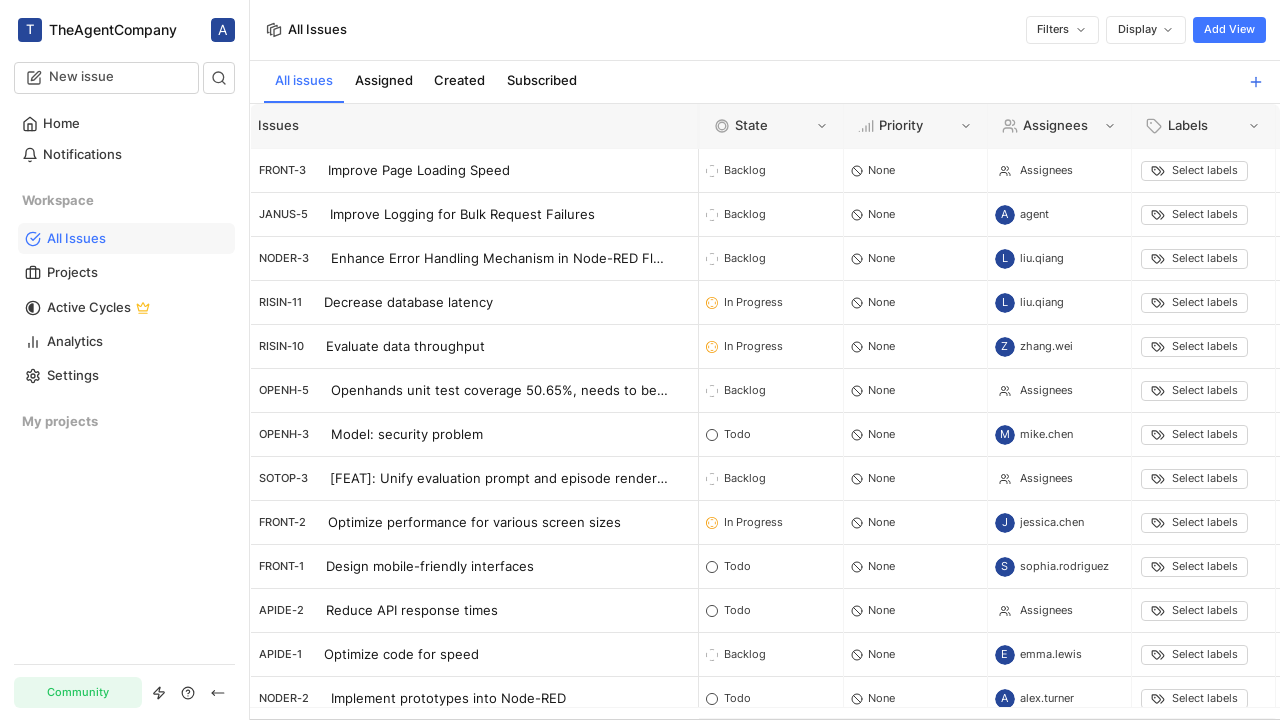 T TheAgentCompany A
New issue
Home
Notifications
Workspace
All Issues
Projects
Active Cycles
Analytics
Settings
My projects
Community
All Issues Filters Display Add View
All issues Assigned Created Subscribed
Issues State Priority Assignees Labels
FRONT-3 Improve Page Loading Speed Backlog None Assignees Select labels
JANUS-5 Improve Logging for Bulk Request Failures Backlog None A agent Select labels
NODER-3 Enhance Error Handling Mechanism in Node-RED Fl... Backlog None L liu.qiang Select labels
RISIN-11 Decrease database latency In Progress None L liu.qiang Select labels
RISIN-10 Evaluate data throughput In Progress None Z zhang.wei Select labels
OPENH-5 Openhands unit test coverage 50.65%, needs to be... Backlog None Assignees Select labels
OPENH-3 Model: security problem Todo None M mike.chen Select labels
SOTOP-3 [FEAT]: Unify evaluation prompt and episode render... Backlog None Assignees Select labels
FRONT-2 Optimize performance for various screen sizes In Progress None J jessica.chen Select labels
FRONT-1 Design mobile-friendly interfaces Todo None S sophia.rodriguez Select labels
APIDE-2 Reduce API response times Todo None Assignees Select labels
APIDE-1 Optimize code for speed Backlog None E emma.lewis Select labels
NODER-2 Implement prototypes into Node-RED Todo None A alex.turner Select labels